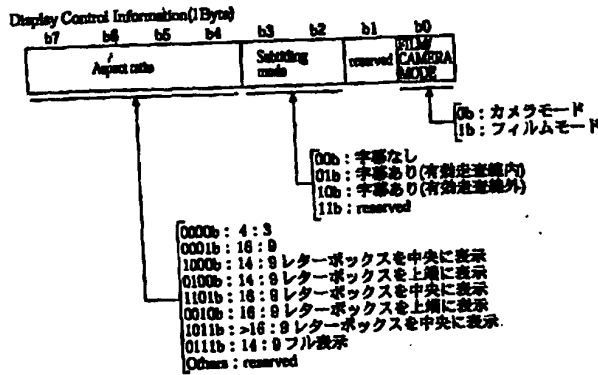 Display Control Information(1Byte)
b7 b6 b5 b4 b3 b2 b1 b0
Aspect ratio
Subtitling mode
reserved
FILM/CAMERA MODE
0b：カメラモード
1b：フィルムモード
00b：字幕なし
01b：字幕あり(有効走査線内)
10b：字幕あり(有効走査線外)
11b：reserved
0000b：4：3
0001b：16：9
1000b：14：9レターボックスを中央に表示
0100b：14：9レターボックスを上端に表示
1101b：16：9レターボックスを中央に表示
0010b：16：9レターボックスを上端に表示
1011b：>16：9レターボックスを中央に表示
0111b：14：9フル表示
Others：reserved